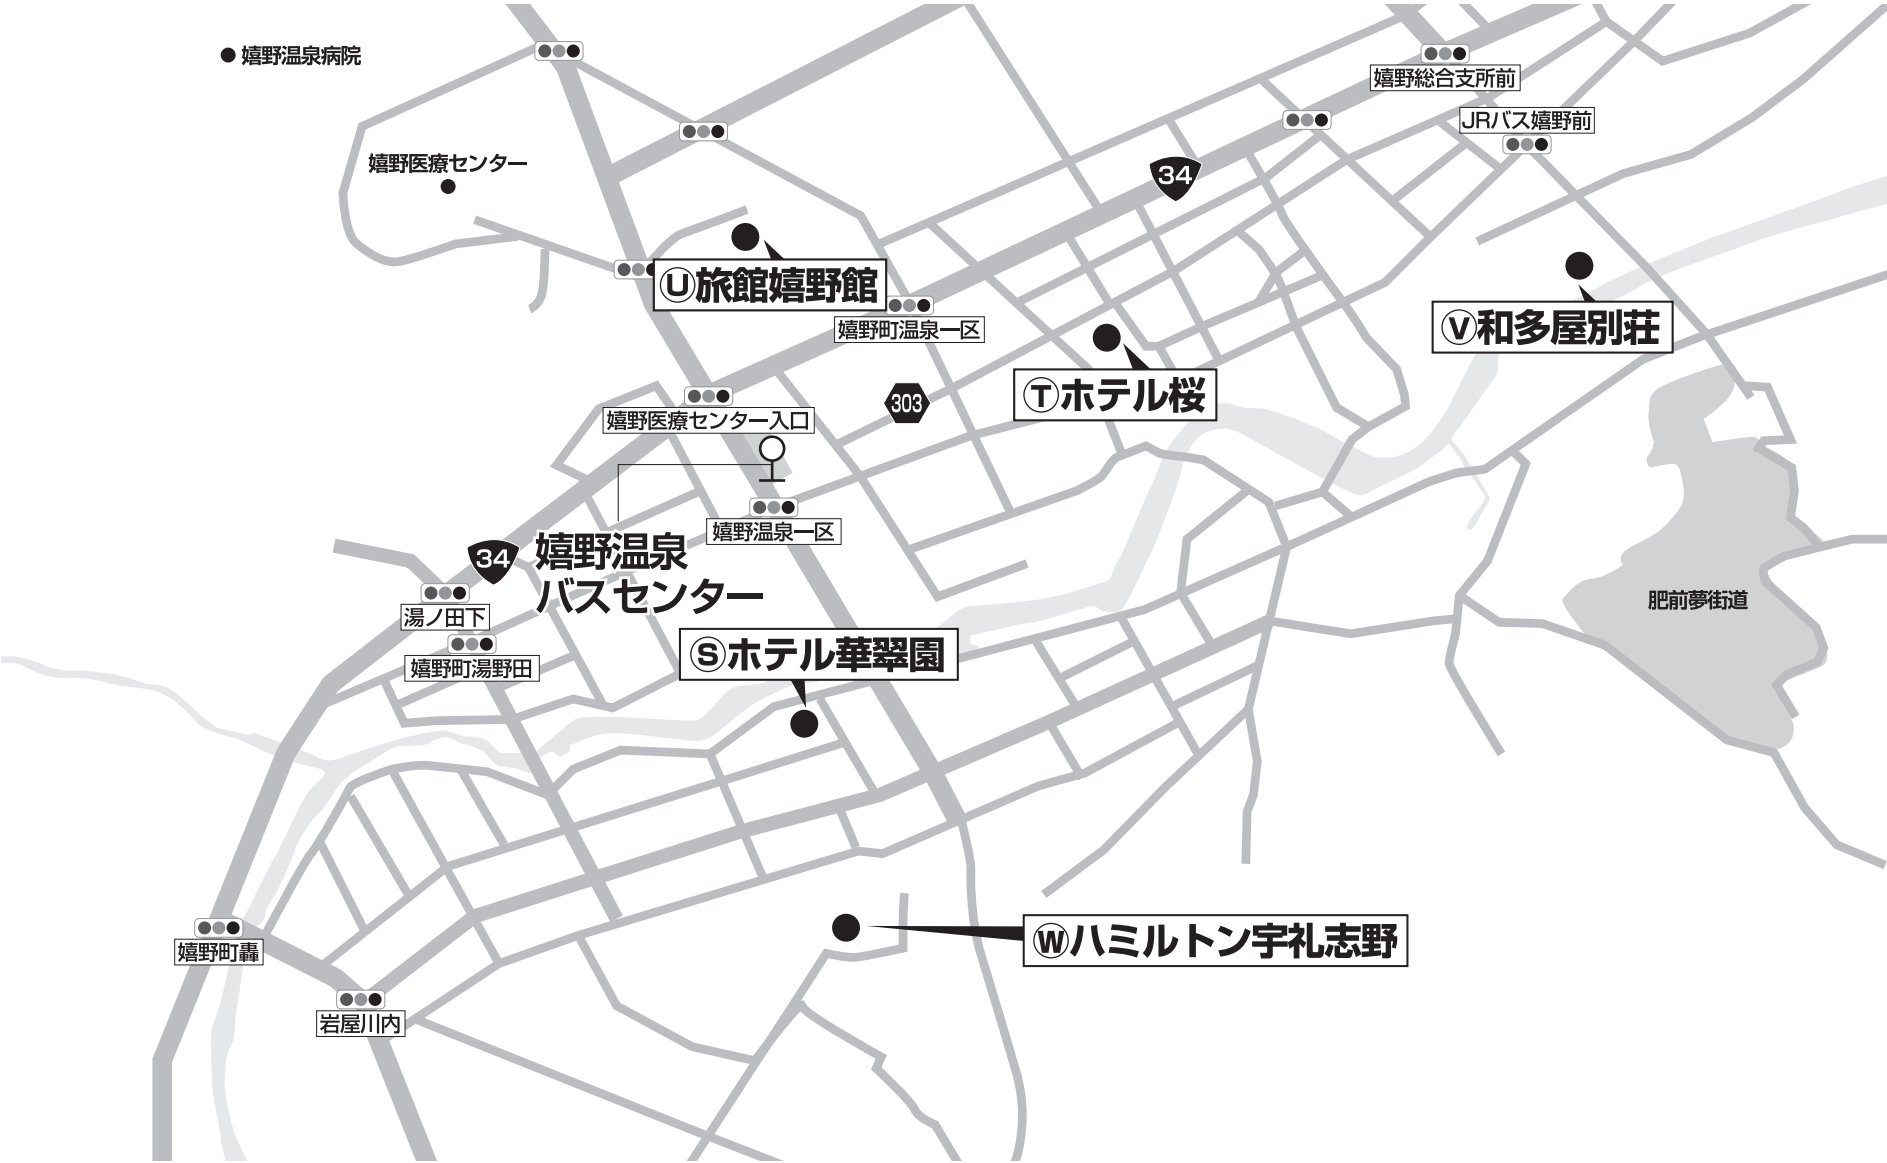 嬉野温泉病院
嬉野総合支所前
JRバス嬉野前
嬉野医療センター
34
Ⓤ旅館嬉野館
嬉野町温泉一区
Ⓥ和多屋別荘
Ⓣホテル桜
303
嬉野医療センター入口
嬉野温泉一区
34
嬉野温泉
バスセンター
湯ノ田下
嬉野町湯野田
肥前夢街道
Ⓢホテル華翠園
Ⓦハミルトン宇礼志野
嬉野町轟
岩屋川内